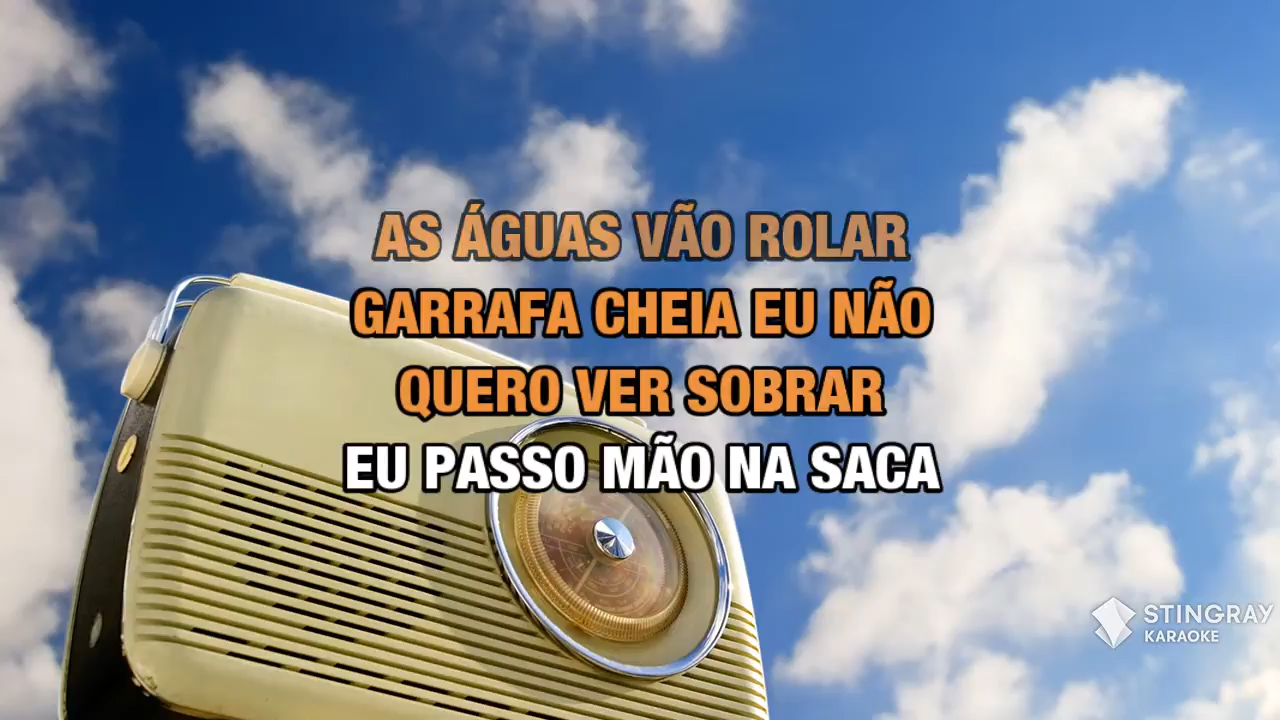 AS ÁGUAS VÃO ROLAR
GARRAFA CHEIA EU NÃO
QUERO VER SOBRAR
EU PASSO MÃO NA SACA
STINGRAY
KARAOKE